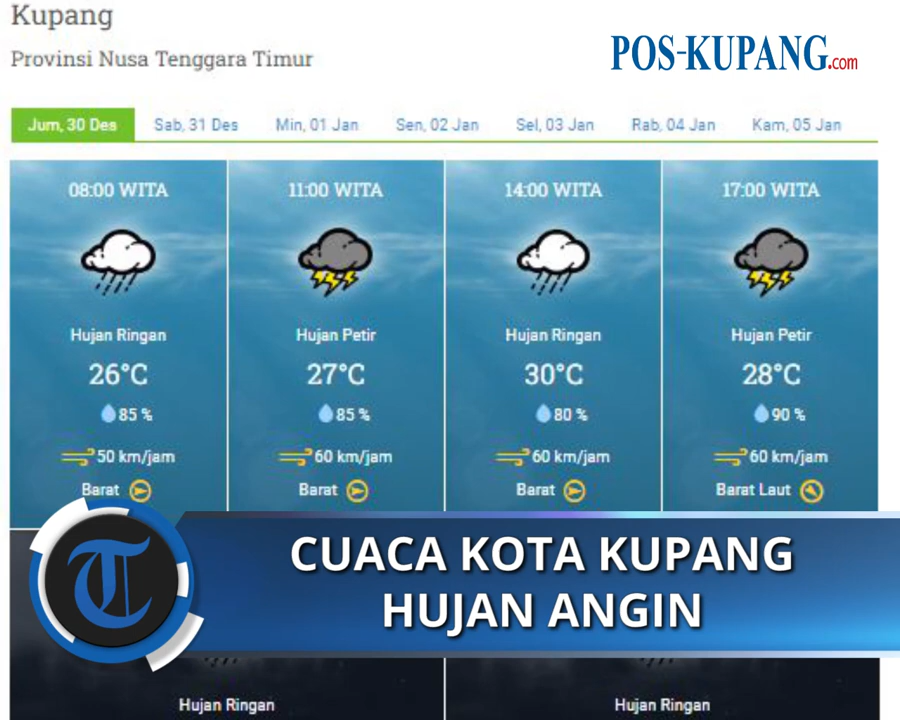 Kupang
Provinsi Nusa Tenggara Timur
POS-KUPANG.com
Jum, 30 Des
Sab, 31 Des
Min, 01 Jan
Sen, 02 Jan
Sel, 03 Jan
Rab, 04 Jan
Kam, 05 Jan
08:00 WITA
Hujan Ringan
26°C
85 %
50 km/jam
Barat
11:00 WITA
Hujan Petir
27°C
85 %
60 km/jam
Barat
14:00 WITA
Hujan Ringan
30°C
80 %
60 km/jam
Barat
17:00 WITA
Hujan Petir
28°C
90 %
60 km/jam
Barat Laut
T
CUACA KOTA KUPANG
HUJAN ANGIN
Hujan Ringan
Hujan Ringan